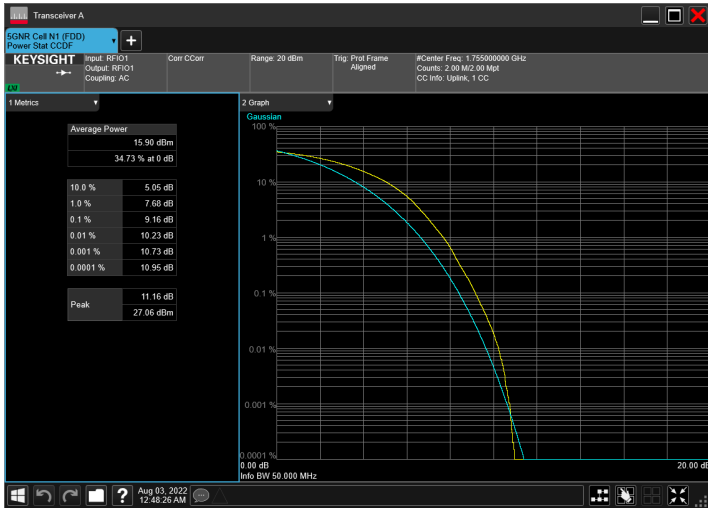 Transceiver A
5GNR Cell N1 (FDD)
Power Stat CCDF
KEYSIGHT
LXI
Input: RFIO1
Output: RFIO1
Coupling: AC
Corr CCorr
Range: 20 dBm
Trig: Prot Frame
Aligned
#Center Freq: 1.755000000 GHz
Counts: 2.00 M/2.00 Mpt
CC Info: Uplink, 1 CC
1 Metrics
Average Power
15.90 dBm
34.73 % at 0 dB
10.0 % 5.05 dB
1.0 % 7.68 dB
0.1 % 9.16 dB
0.01 % 10.23 dB
0.001 % 10.73 dB
0.0001 % 10.95 dB
Peak
11.16 dB
27.06 dBm
2 Graph
Gaussian
100 %
10 %
1 %
0.1 %
0.01 %
0.001 %
0.0001 %
0.00 dB
20.00 dB
Info BW 50.000 MHz
?
Aug 03, 2022
12:48:26 AM